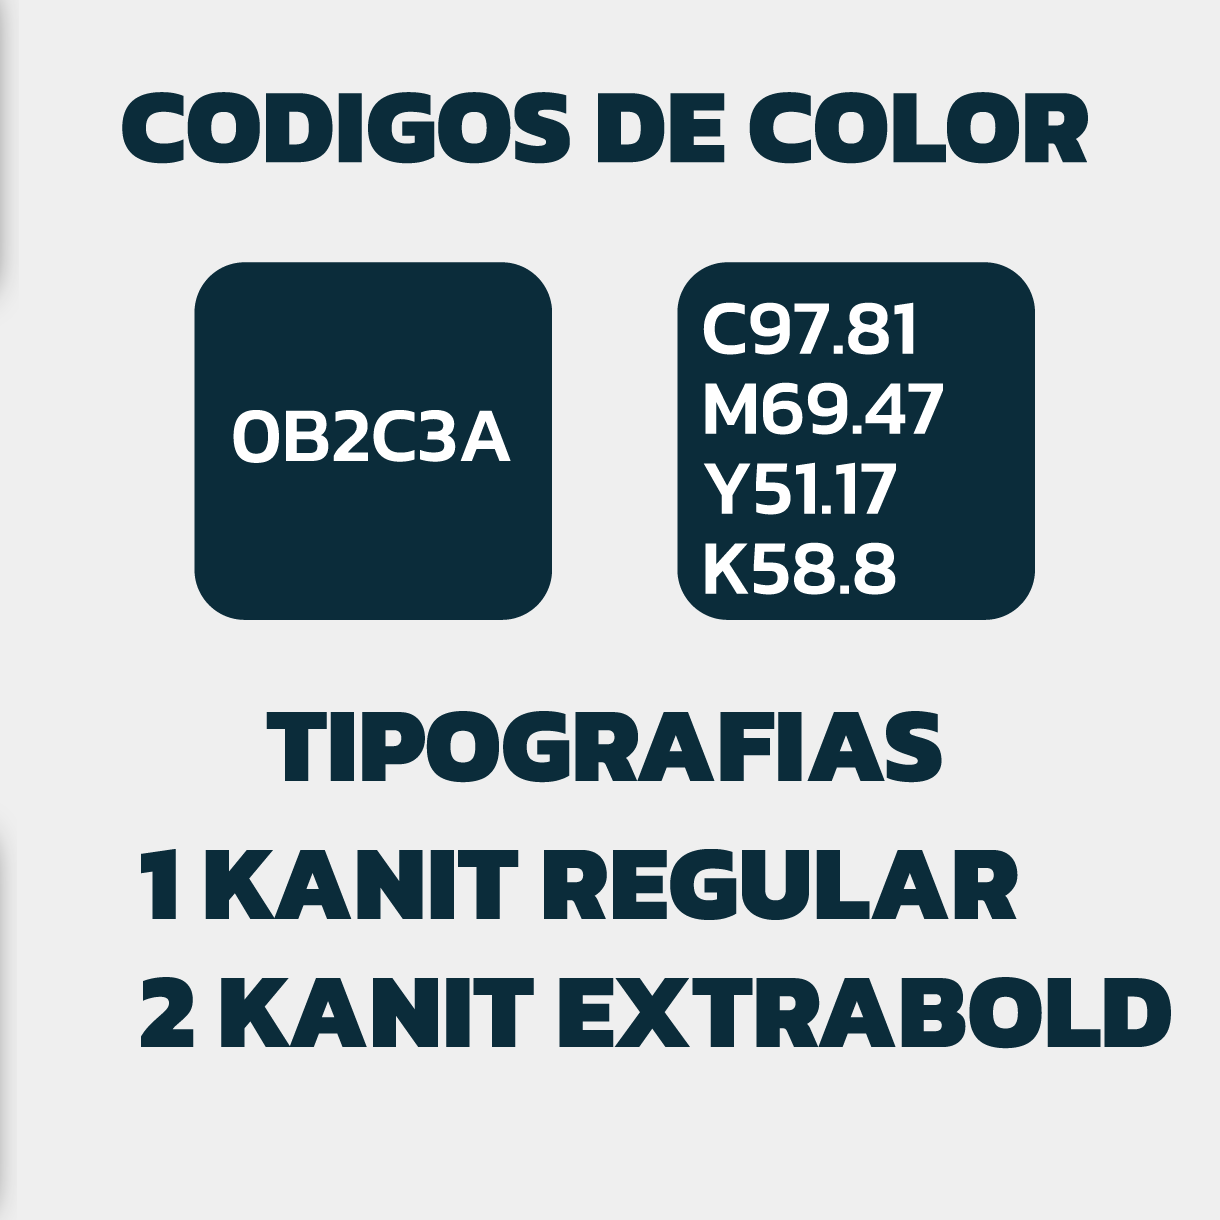 CODIGOS DE COLOR
0B2C3A
C97.81
M69.47
Y51.17
K58.8
TIPOGRAFIAS
1 KANIT REGULAR
2 KANIT EXTRABOLD